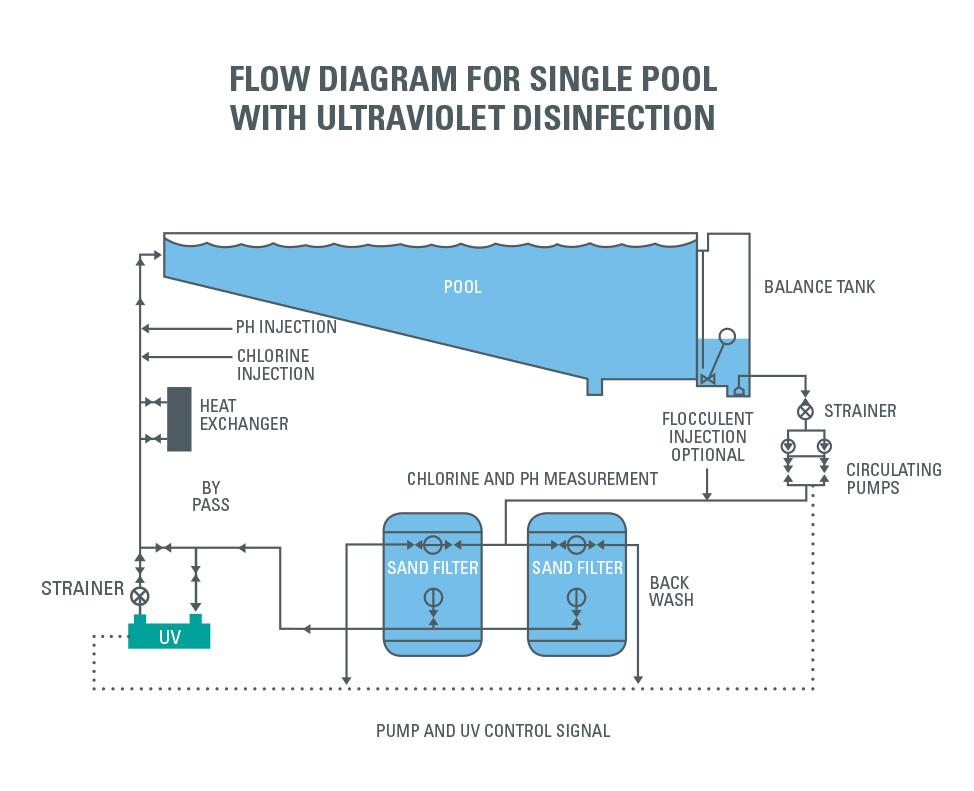 FLOW DIAGRAM FOR SINGLE POOL
WITH ULTRAVIOLET DISINFECTION
POOL
BALANCE TANK
PH INJECTION
CHLORINE
INJECTION
HEAT
EXCHANGER
STRAINER
FLOCCULENT
INJECTION
OPTIONAL
CIRCULATING
PUMPS
CHLORINE AND PH MEASUREMENT
BY
PASS
SAND FILTER
SAND FILTER
BACK
WASH
STRAINER
UV
PUMP AND UV CONTROL SIGNAL